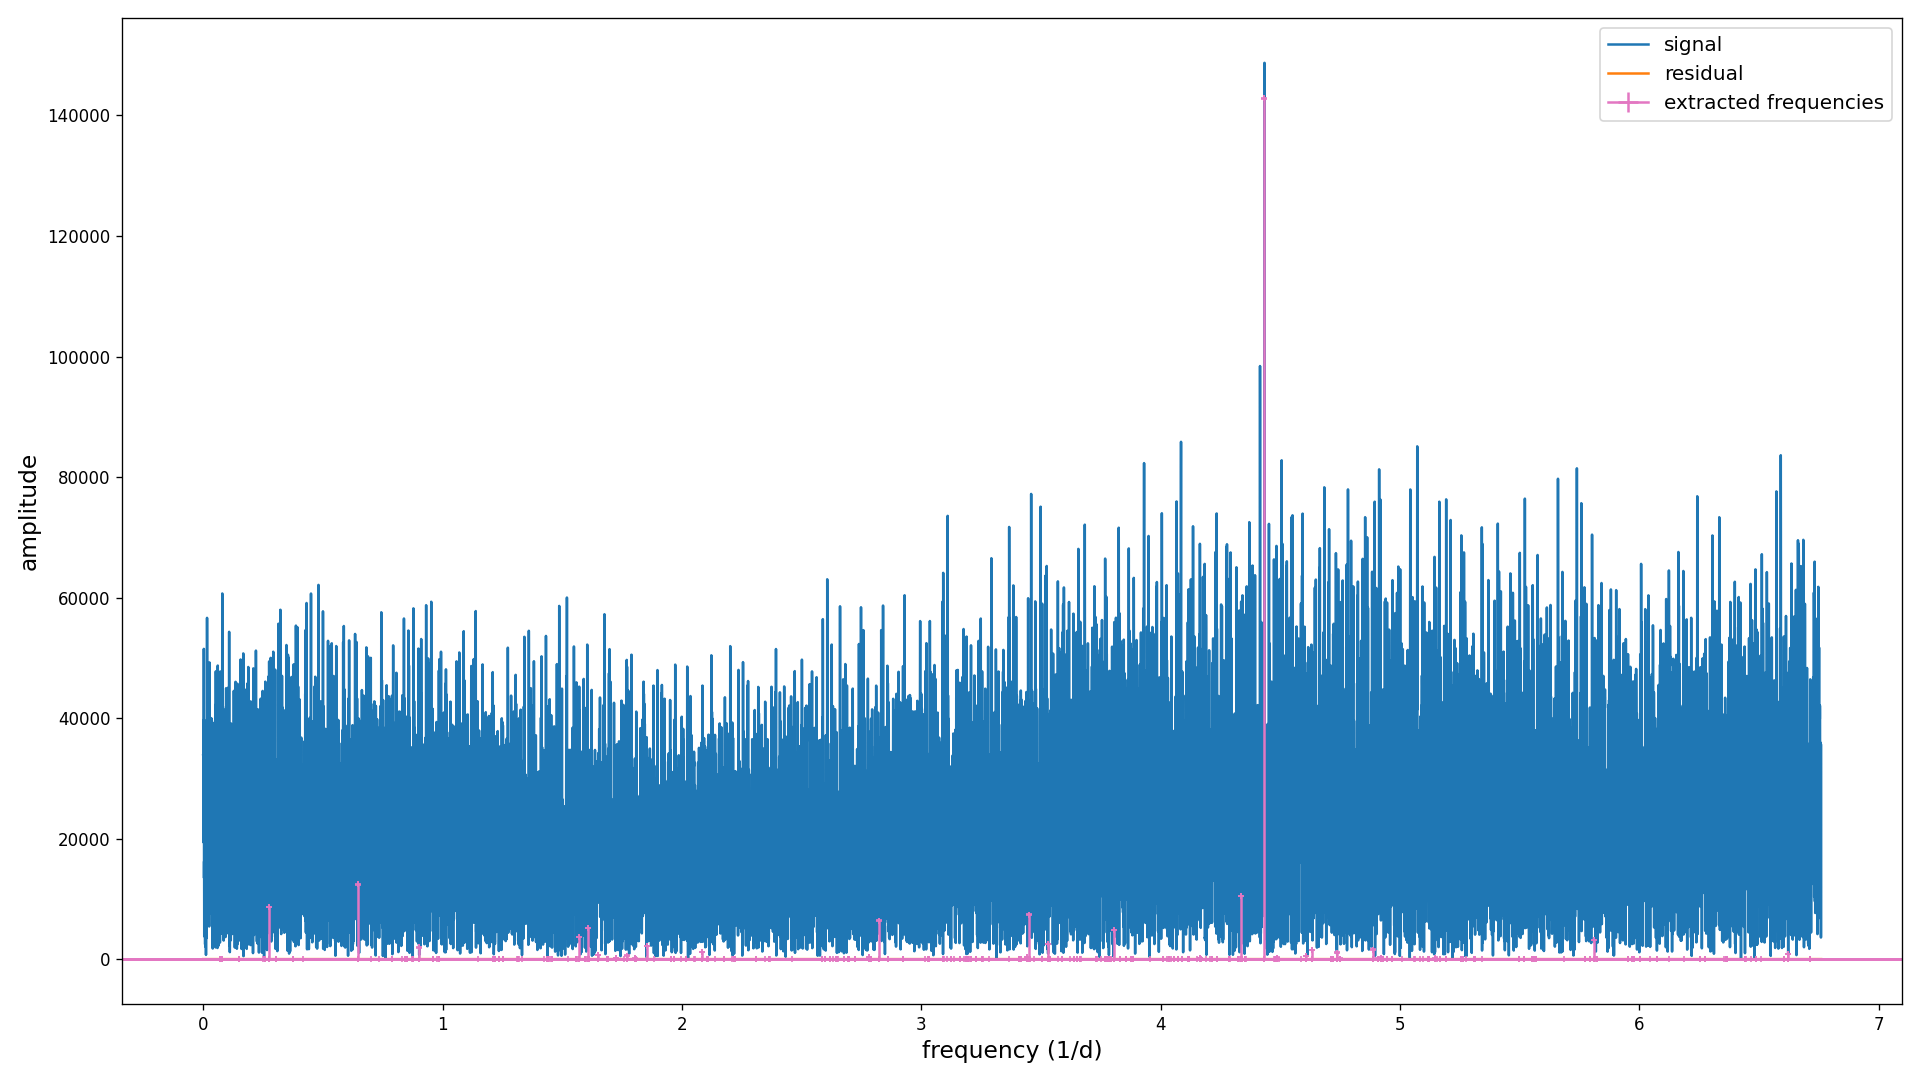 signal
residual
extracted frequencies
140000
120000
100000
80000
60000
40000
20000
0
amplitude
0 1 2 3 4 5 6 7
frequency (1/d)